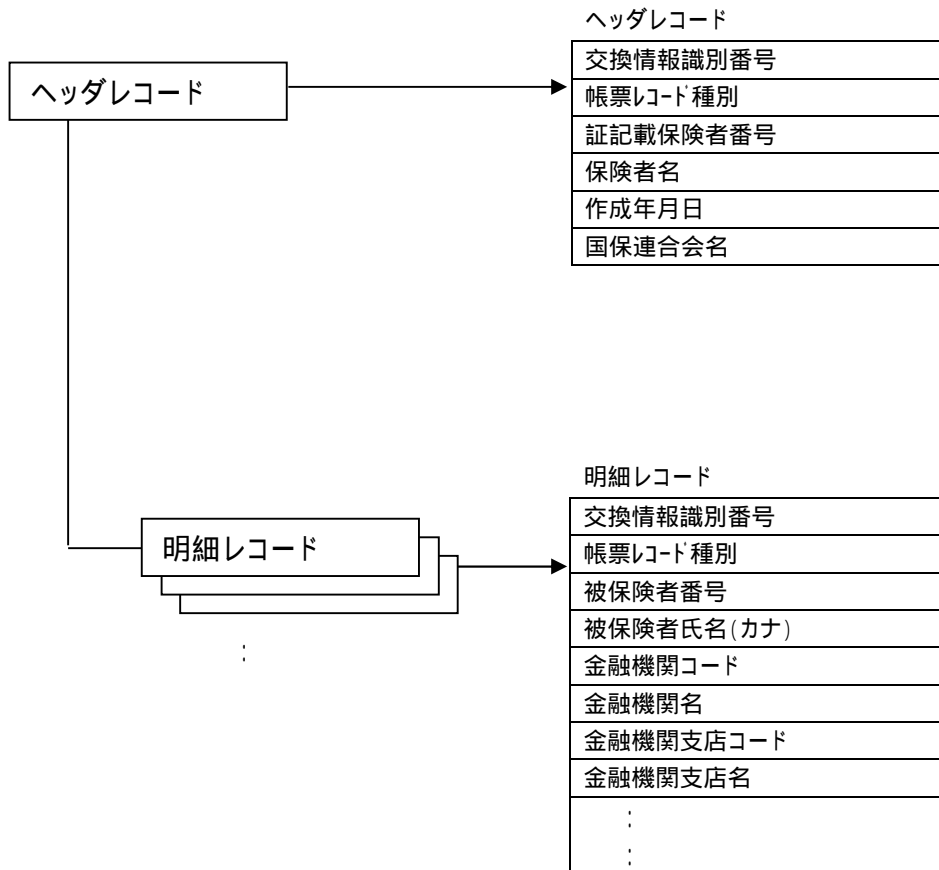 ヘッダレコード
ヘッダレコード
交換情報識別番号
帳票ﾚｺｰﾄﾞ種別
証記載保険者番号
保険者名
作成年月日
国保連合会名
明細レコード
明細レコード
交換情報識別番号
帳票ﾚｺｰﾄﾞ種別
被保険者番号
被保険者氏名(カナ)
金融機関コード
金融機関名
金融機関支店コード
金融機関支店名
:
:
: